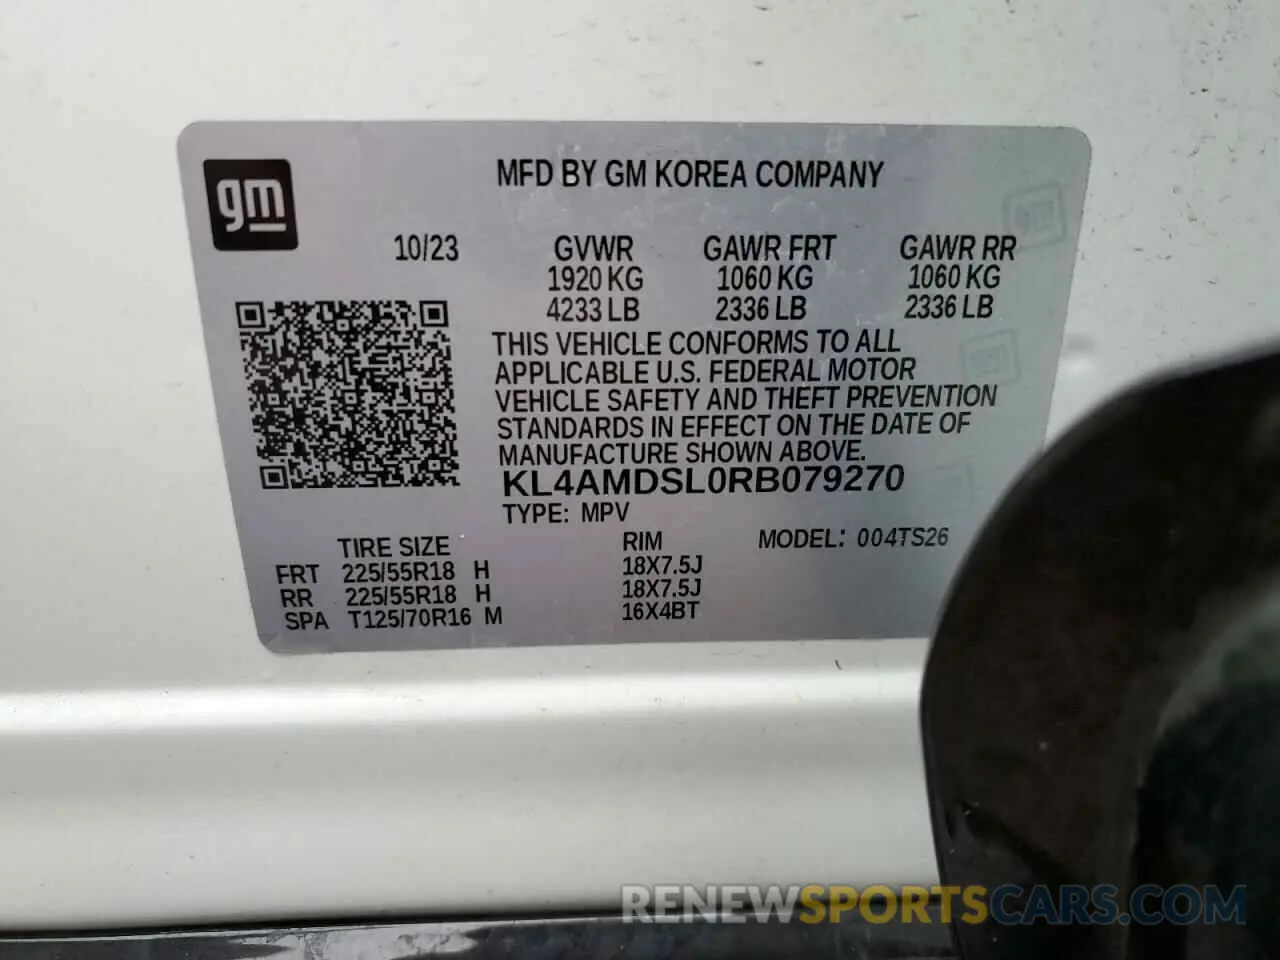 gm
MFD BY GM KOREA COMPANY
10/23 GVWR GAWR FRT GAWR RR
1920 KG 1060 KG 1060 KG
4233 LB 2336 LB 2336 LB
THIS VEHICLE CONFORMS TO ALL
APPLICABLE U.S. FEDERAL MOTOR
VEHICLE SAFETY AND THEFT PREVENTION
STANDARDS IN EFFECT ON THE DATE OF
MANUFACTURE SHOWN ABOVE.
KL4AMDSL0RB079270
TYPE: MPV
TIRE SIZE RIM MODEL: 004TS26
FRT 225/55R18 H 18X7.5J
RR 225/55R18 H 18X7.5J
SPA T125/70R16 M 16X4BT
RENEWSPORTSCARS.COM